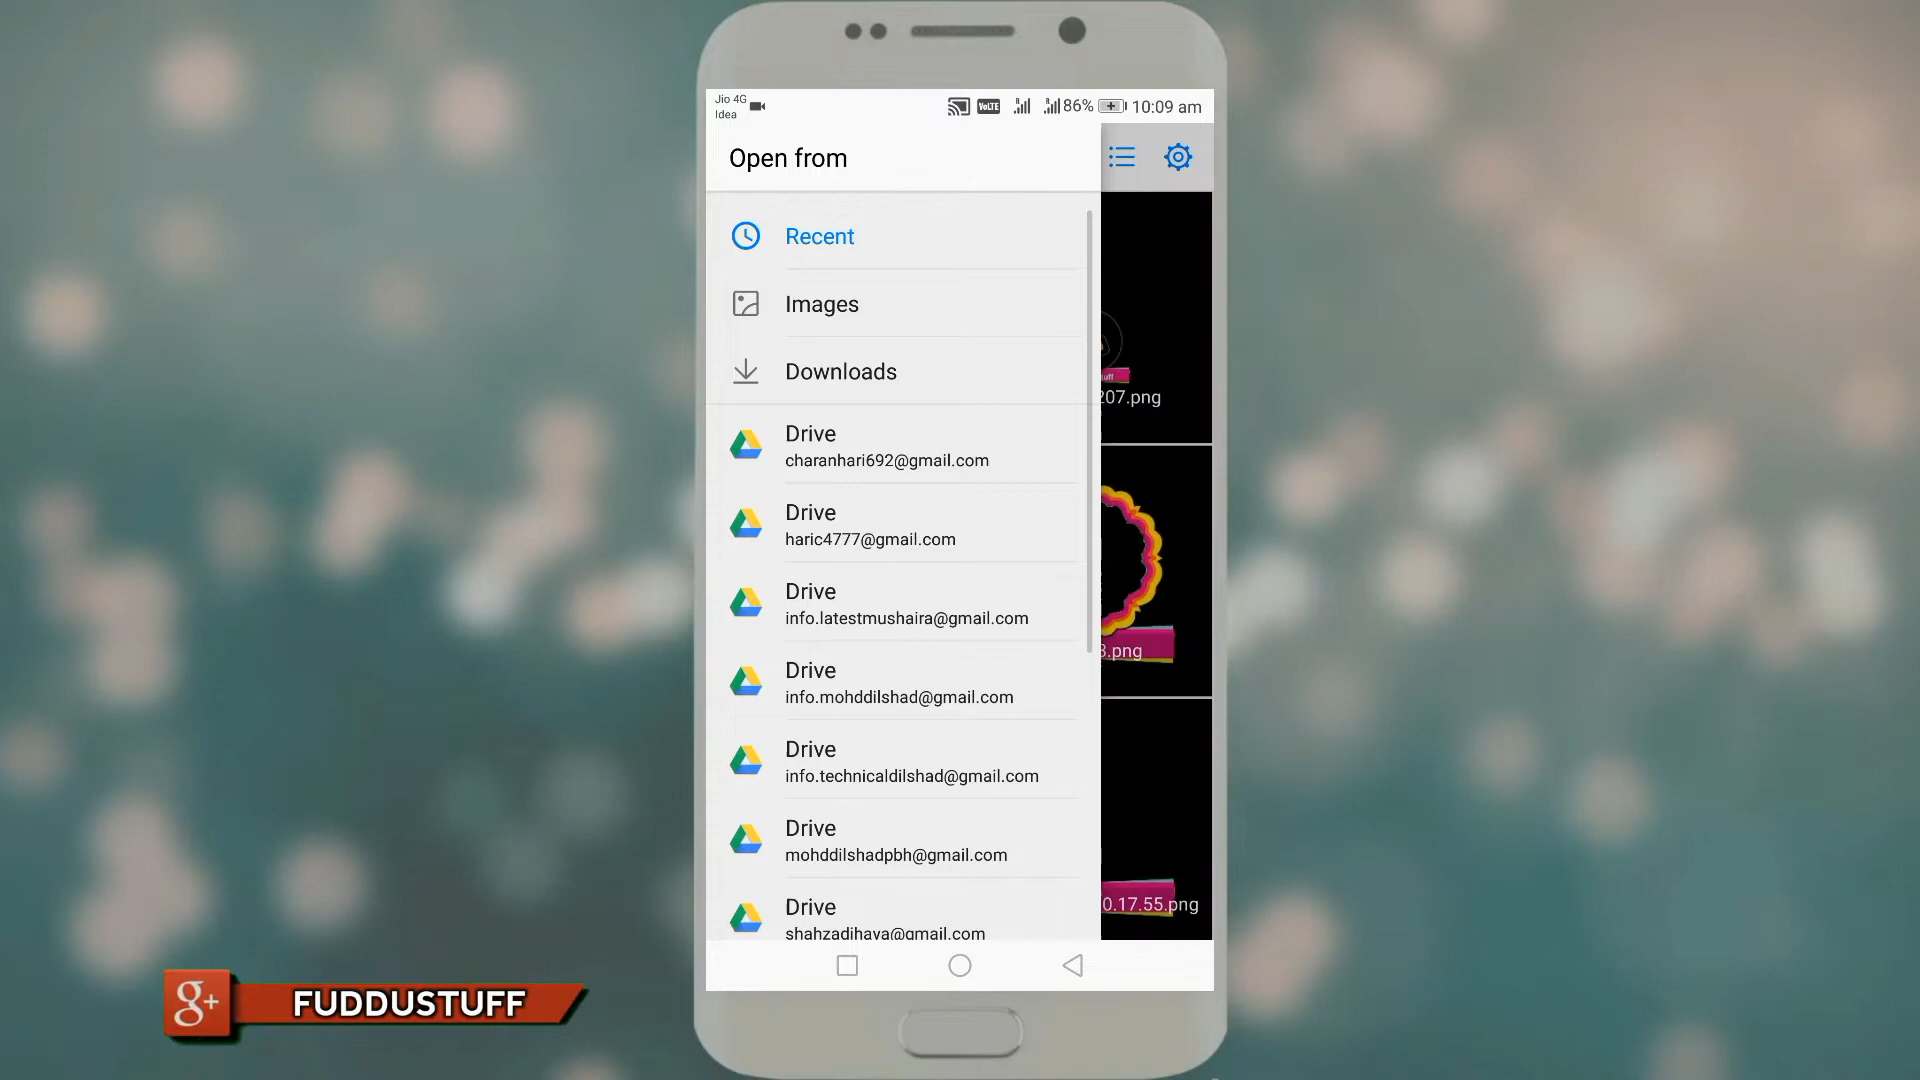 Jio 4G
Idea
VoLTE
86%
10:09 am
Open from
Recent
Images
Downloads
207.png
Drive
charanhari692@gmail.com
Drive
haric4777@gmail.com
Drive
info.latestmushaira@gmail.com
3.png
Drive
info.mohddilshad@gmail.com
Drive
info.technicaldilshad@gmail.com
Drive
mohddilshadpbh@gmail.com
Drive
0.17.55.png
shahzadihaya@gmail.com
g+ FUDDUSTUFF